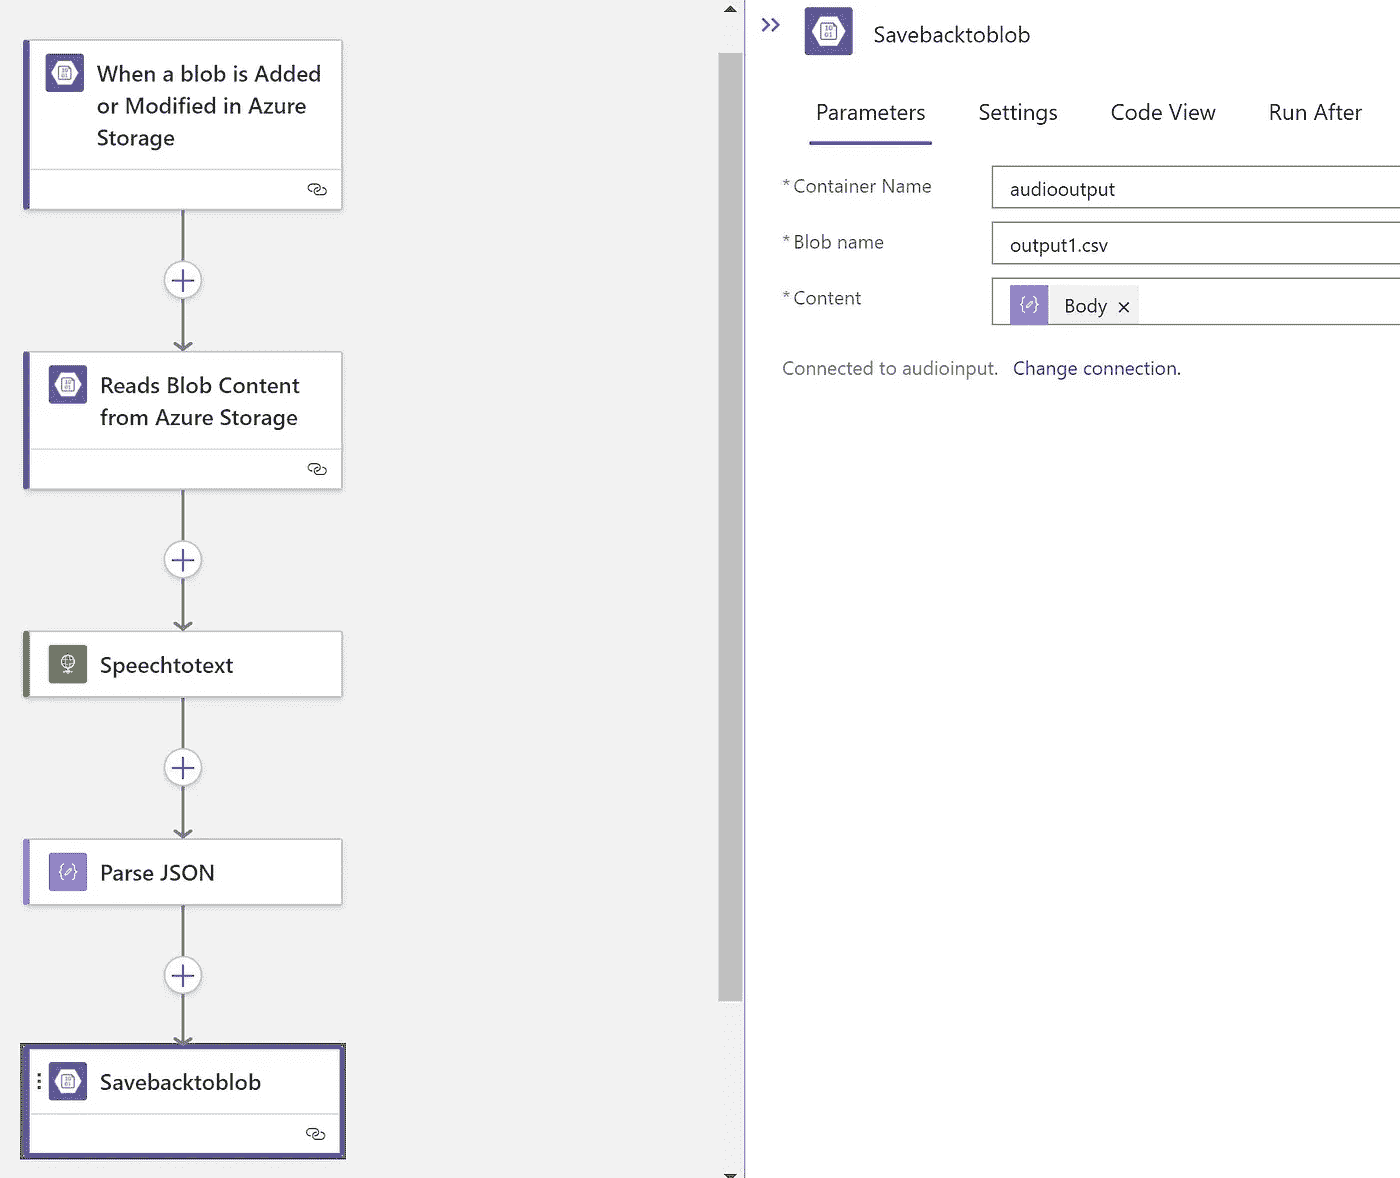 When a blob is Added
or Modified in Azure
Storage
Reads Blob Content
from Azure Storage
Speechtotext
Parse JSON
Savebacktoblob
Savebacktoblob
Parameters Settings Code View Run After
* Container Name audiooutput
* Blob name output1.csv
* Content Body ×
Connected to audioinput. Change connection.